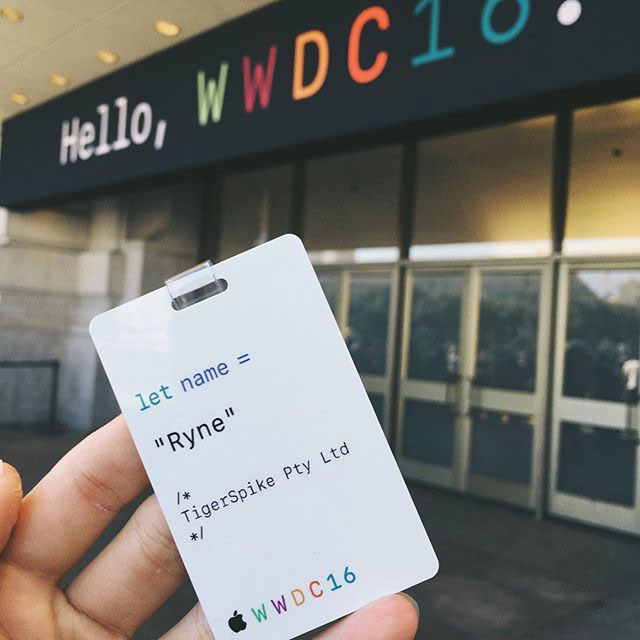 Hello, WWDC16.
let name =
"Ryne"
/*
TigerSpike Pty Ltd
*/
WWDC16